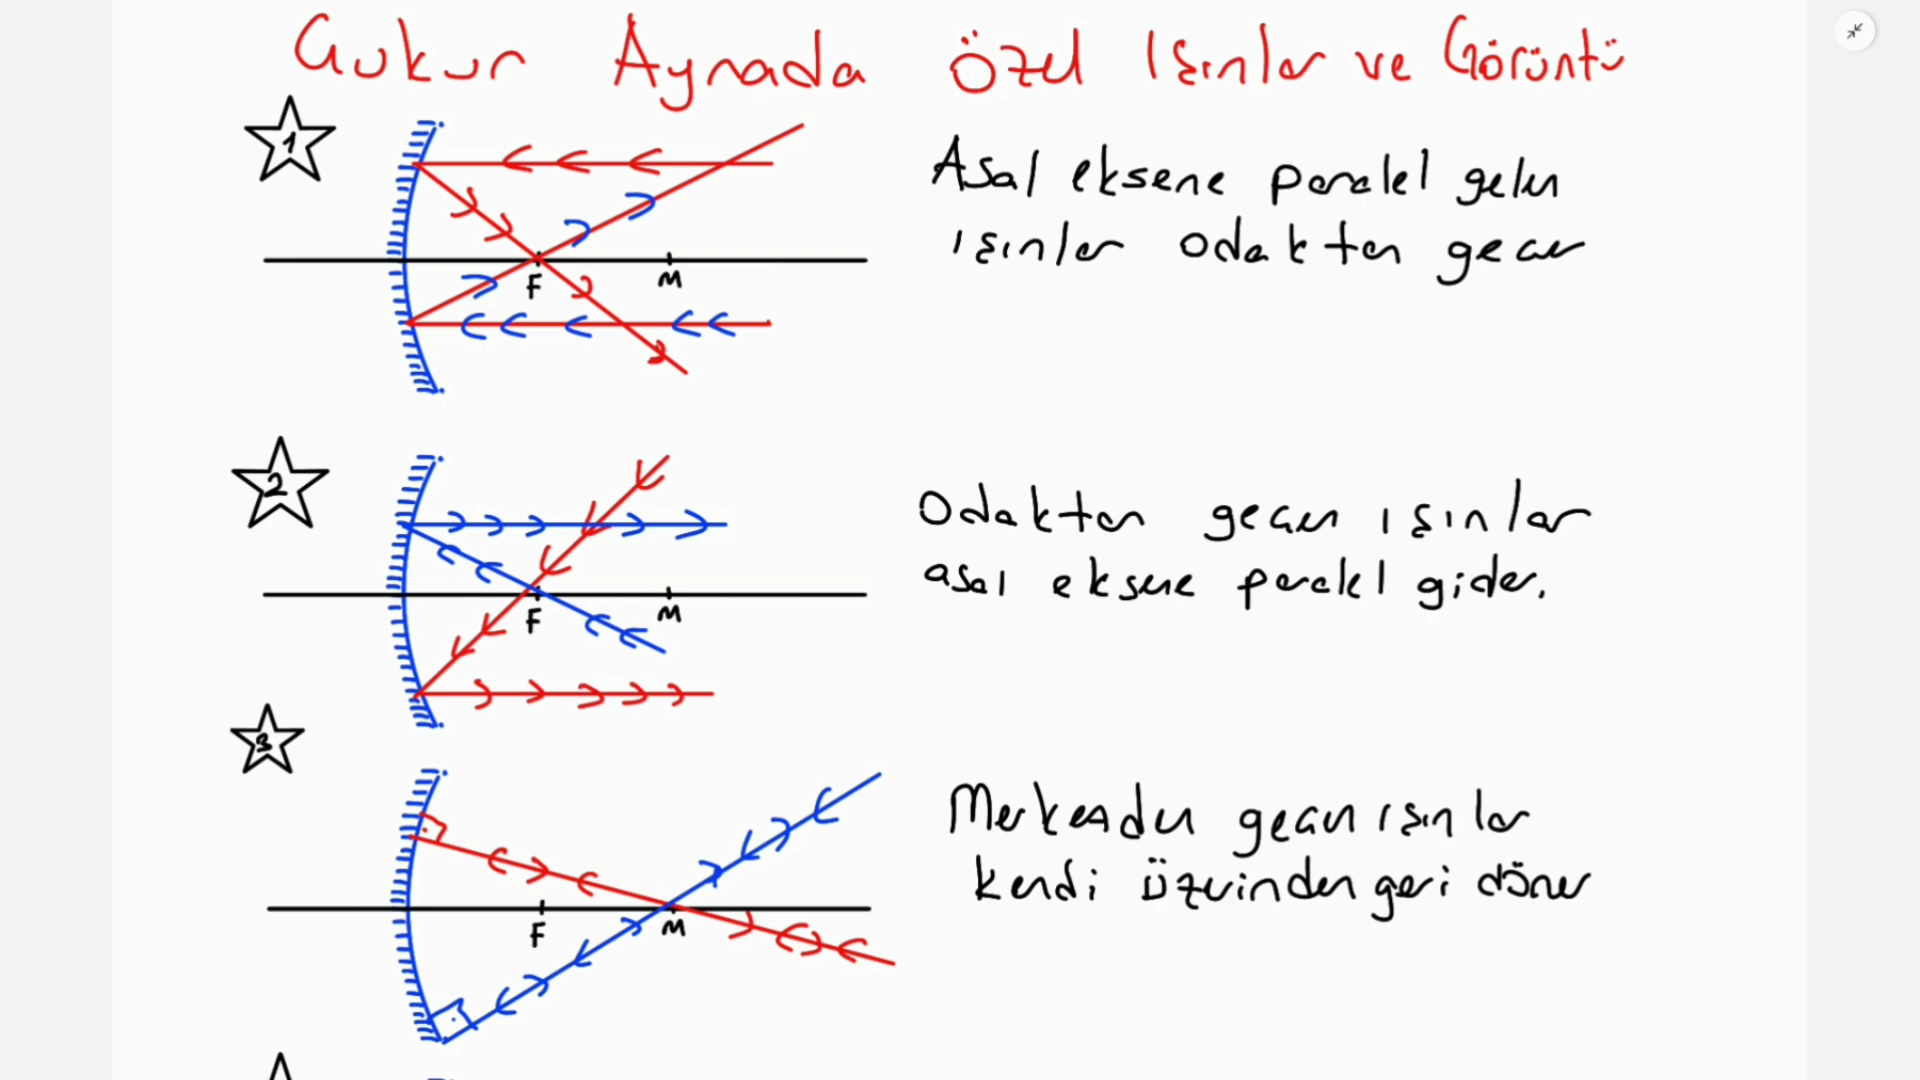 Çukur Aynada Özel Işınlar ve Görüntü
1
Asal eksene paralel gelen
ışınlar odaktan geçer
F
M
2
Odaktan geçen ışınlar
asal eksene paralel gider.
F
M
3
Merkezden geçen ışınlar
kendi üzerinden geri döner
F
M